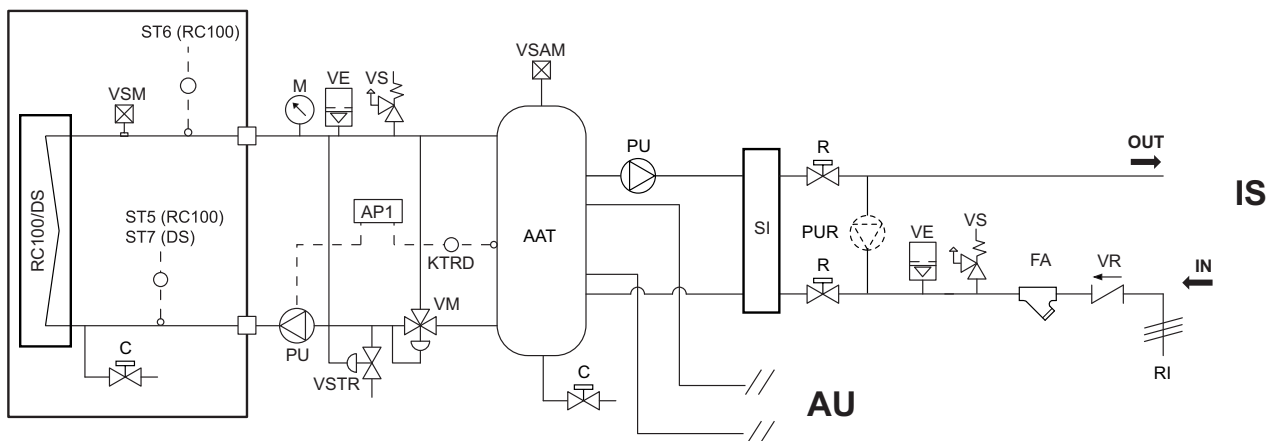 ST6 (RC100)
VSM
M
VE
VS
VSAM
RC100/DS
ST5 (RC100)
ST7 (DS)
AP1
KTRD
AAT
PU
VM
VSTR
C
C
PU
SI
R
R
PUR
OUT
IS
VE
VS
FA
VR
IN
RI
AU